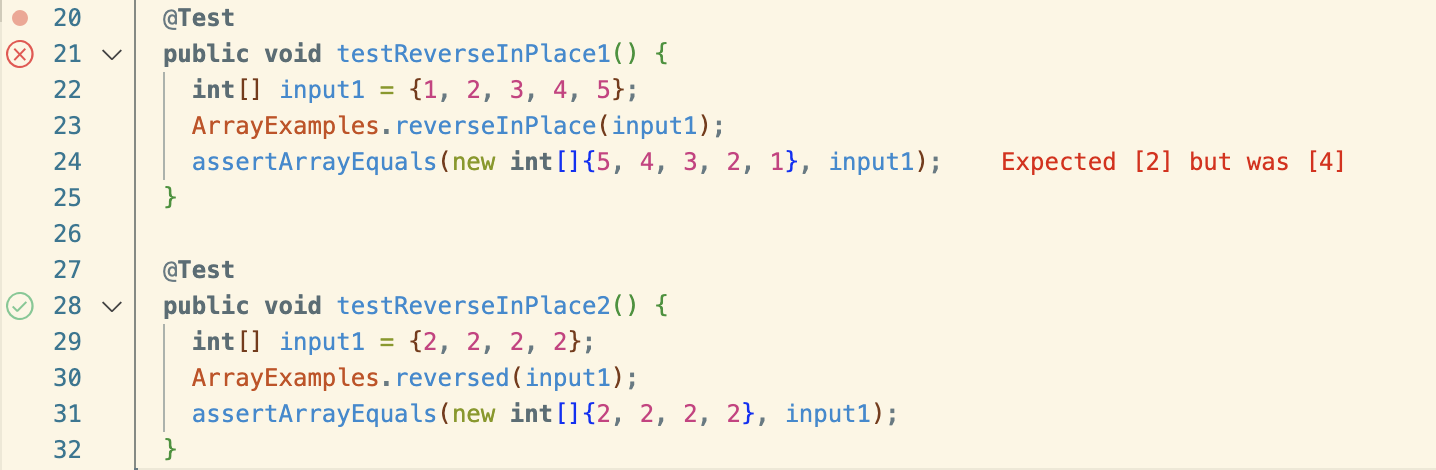 20 @Test
21 public void testReverseInPlace1() {
22 int[] input1 = {1, 2, 3, 4, 5};
23 ArrayExamples.reverseInPlace(input1);
24 assertArrayEquals(new int[]{5, 4, 3, 2, 1}, input1); Expected [2] but was [4]
25 }
26
27 @Test
28 public void testReverseInPlace2() {
29 int[] input1 = {2, 2, 2, 2};
30 ArrayExamples.reversed(input1);
31 assertArrayEquals(new int[]{2, 2, 2, 2}, input1);
32 }